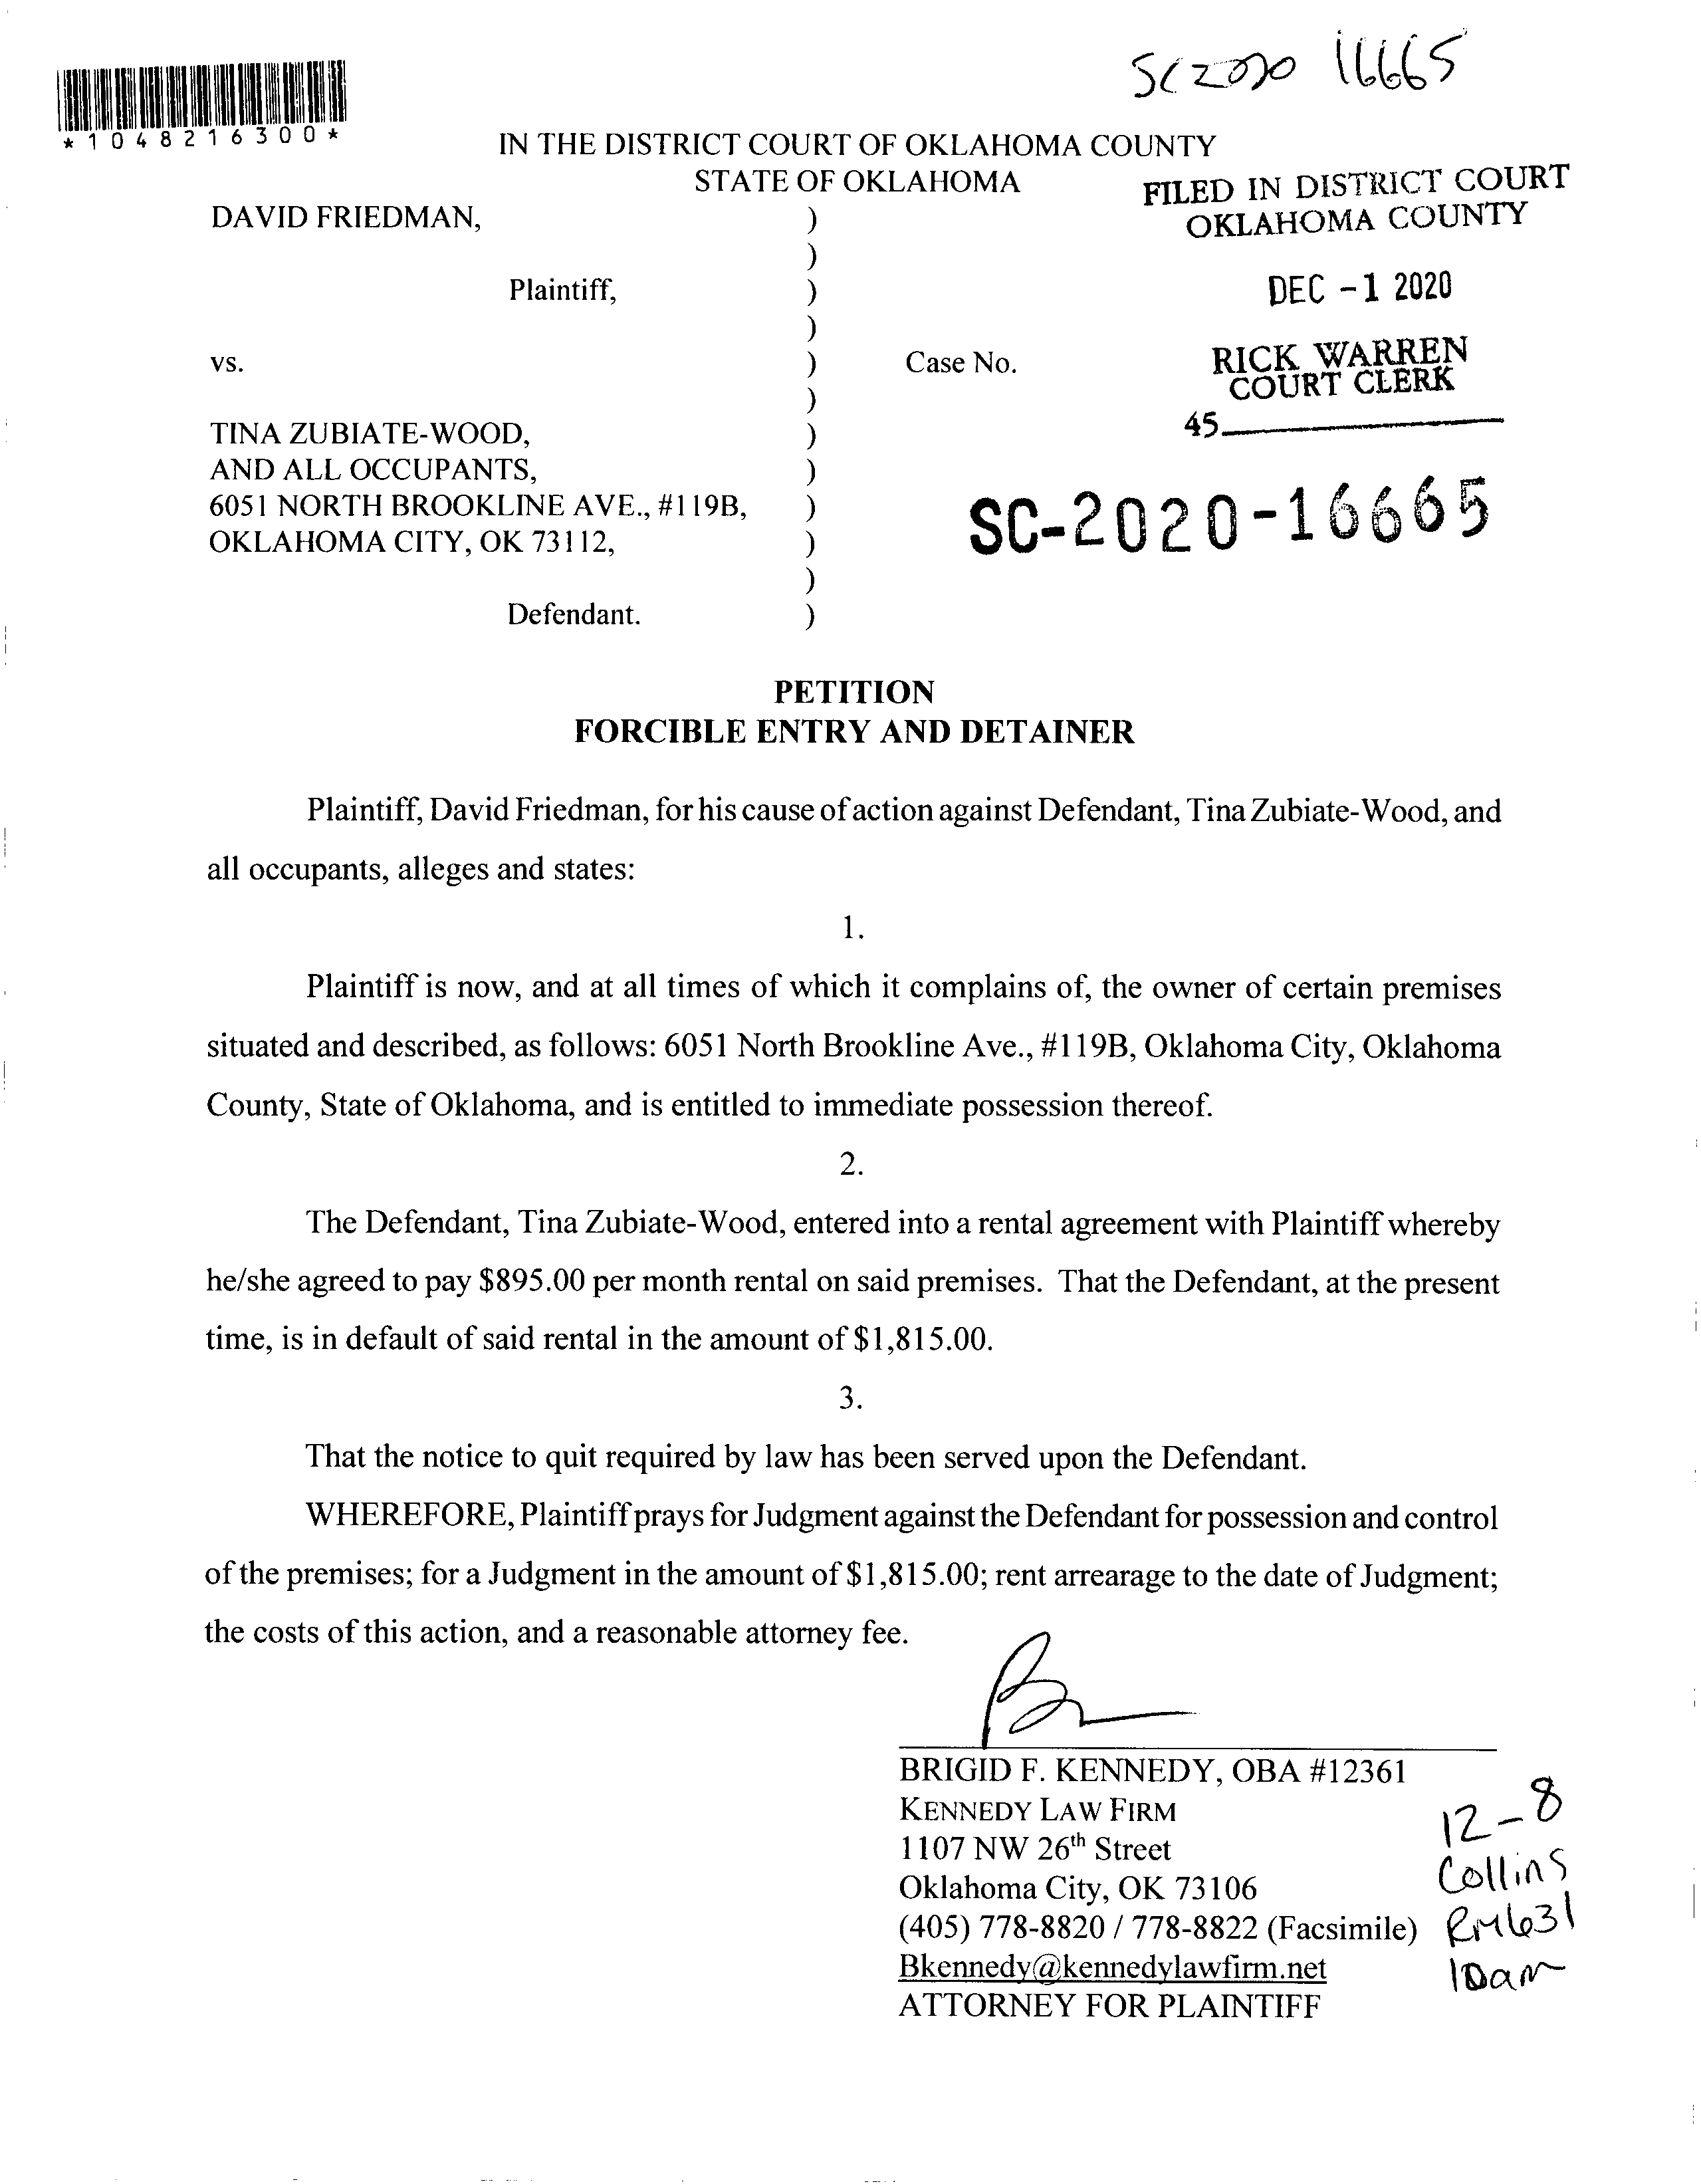 SC2020 16665
*1048216300*
IN THE DISTRICT COURT OF OKLAHOMA COUNTY
STATE OF OKLAHOMA
FILED IN DISTRICT COURT
OKLAHOMA COUNTY
DAVID FRIEDMAN, )
)
Plaintiff, )
DEC -1 2020
)
vs. ) Case No.
RICK WARREN
COURT CLERK
)
45
TINA ZUBIATE-WOOD, )
AND ALL OCCUPANTS, )
6051 NORTH BROOKLINE AVE., #119B, )
OKLAHOMA CITY, OK 73112, )
SC-2020-16665
)
Defendant. )
PETITION
FORCIBLE ENTRY AND DETAINER
Plaintiff, David Friedman, for his cause of action against Defendant, Tina Zubiate-Wood, and
all occupants, alleges and states:
1.
Plaintiff is now, and at all times of which it complains of, the owner of certain premises
situated and described, as follows: 6051 North Brookline Ave., #119B, Oklahoma City, Oklahoma
County, State of Oklahoma, and is entitled to immediate possession thereof.
2.
The Defendant, Tina Zubiate-Wood, entered into a rental agreement with Plaintiff whereby
he/she agreed to pay $895.00 per month rental on said premises. That the Defendant, at the present
time, is in default of said rental in the amount of $1,815.00.
3.
That the notice to quit required by law has been served upon the Defendant.
WHEREFORE, Plaintiff prays for Judgment against the Defendant for possession and control
of the premises; for a Judgment in the amount of $1,815.00; rent arrearage to the date of Judgment;
the costs of this action, and a reasonable attorney fee.
BRIGID F. KENNEDY, OBA #12361
KENNEDY LAW FIRM
1107 NW 26th Street
Oklahoma City, OK 73106
(405) 778-8820 / 778-8822 (Facsimile)
Bkennedy@kennedylawfirm.net
ATTORNEY FOR PLAINTIFF
12-8
Collins
RM631
10am